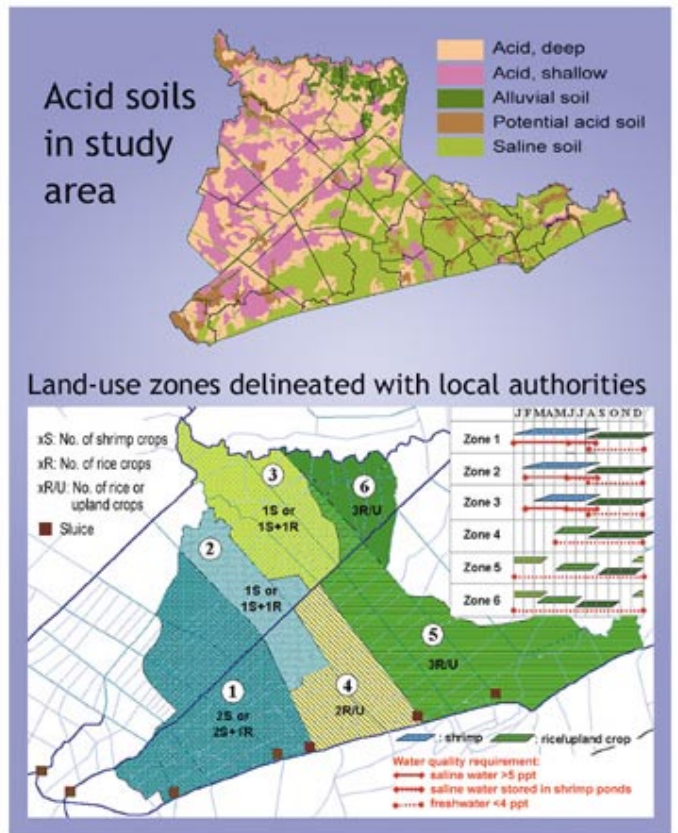 Acid soils
in study
area
Acid, deep
Acid, shallow
Alluvial soil
Potential acid soil
Saline soil
Land-use zones delineated with local authorities
xS: No. of shrimp crops
xR: No. of rice crops
xR/U: No. of rice or
upland crops
Sluice
3
1S or
1S+1R
6
3R/U
2
1S or
1S+1R
5
3R/U
4
2R/U
1
2S or
2S+1R
J F M A M J J A S O N D
Zone 1
Zone 2
Zone 3
Zone 4
Zone 5
Zone 6
: shrimp
: rice/upland crop
Water quality requirement:
saline water >5 ppt
saline water stored in shrimp ponds
freshwater <4 ppt